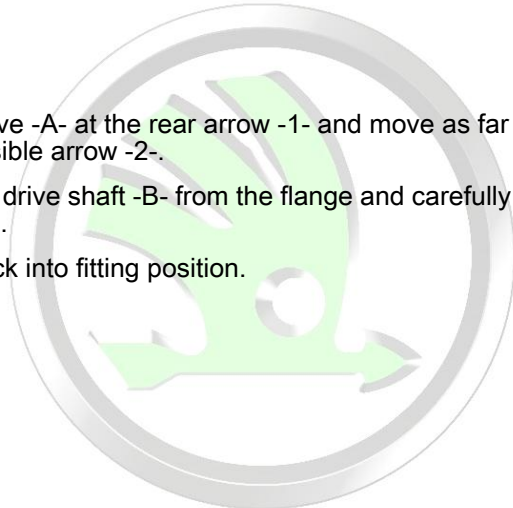 ve -A- at the rear arrow -1- and move as far
sible arrow -2-.
drive shaft -B- from the flange and carefully
.
ck into fitting position.